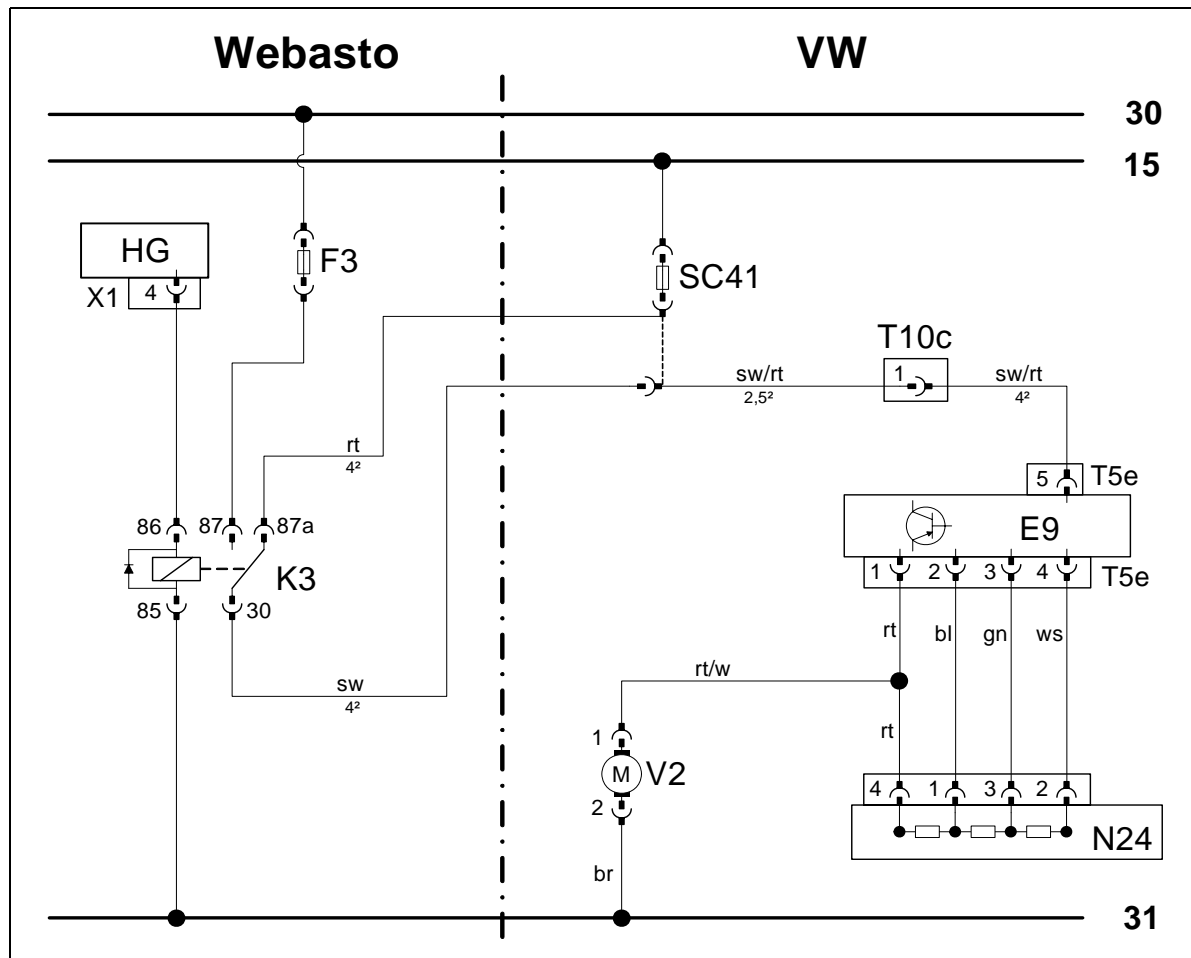 Webasto VW
30
15
HG
F3
SC41
X1 4
T10c
1
sw/rt
2,5²
sw/rt
4²
rt
4²
5 T5e
E9
86 87 87a
K3
85 30
1 2 3 4 T5e
rt bl gn ws
sw
4²
rt/w
rt
1
M V2
2
4 1 3 2
N24
br
31